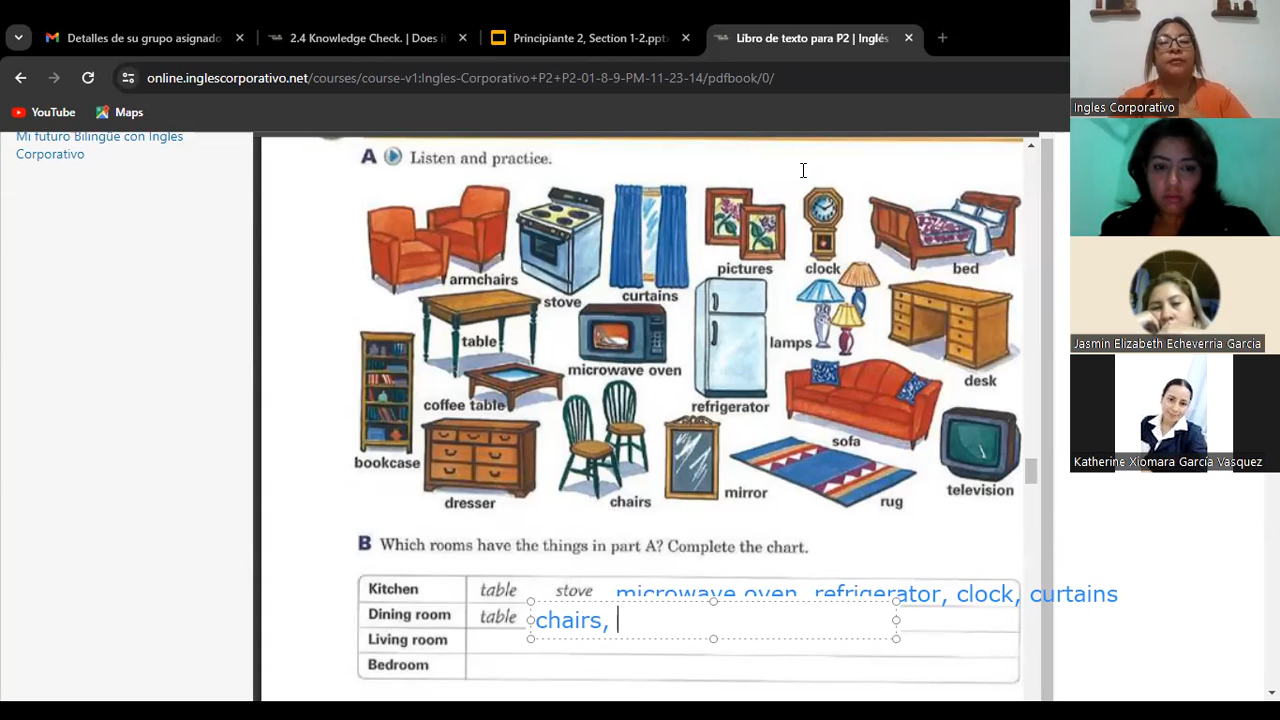 Detalles de su grupo asignado
2.4 Knowledge Check. | Does i
Principiante 2, Section 1-2.ppt
Libro de texto para P2 | Inglés
online.inglescorporativo.net/courses/course-v1:Ingles-Corporativo+P2+P2-01-8-9-PM-11-23-14/pdfbook/0/
YouTube
Maps
Mi futuro Bilingüe con Ingles
Corporativo
A Listen and practice.
armchairs
stove
curtains
pictures
clock
bed
table
microwave oven
refrigerator
lamps
desk
coffee table
bookcase
dresser
chairs
mirror
sofa
rug
television
B Which rooms have the things in part A? Complete the chart.
Kitchen table stove microwave oven, refrigerator, clock, curtains
Dining room table chairs,
Living room
Bedroom
Ingles Corporativo
Jasmin Elizabeth Echeverria Garcia
Katherine Xiomara García Vasquez